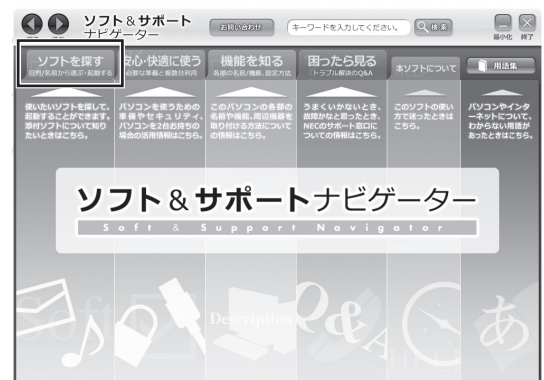 ソフト&サポート
ナビゲーター
お問い合わせ
キーワードを入力してください。
検索
最小化 終了
ソフトを探す
目的/名前から選ぶ・起動する
安心・快適に使う
必要な準備と複数台利用
機能を知る
各部の名前/機能、設定方法
困ったら見る
トラブル解決のQ&A
本ソフトについて
用語集
使いたいソフトを探して、
起動することができます。
添付ソフトについて知り
たいときはこちら。
パソコンを使うための
準備やセキュリティ、
パソコンを2台お持ちの
場合の活用情報はこちら。
このパソコンの各部の
名前や機能、周辺機器を
取り付ける方法について
の情報はこちら。
うまくいかないとき、
故障かなと思ったとき、
NECのサポート窓口に
ついての情報はこちら。
このソフトの使い
方で迷ったときは
こちら。
パソコンやインタ
ーネットについて、
わからない用語が
あったときはこちら。
ソフト&サポートナビゲーター
Soft & Support Navigator
Soft
Description
Q&A
HELP
あ